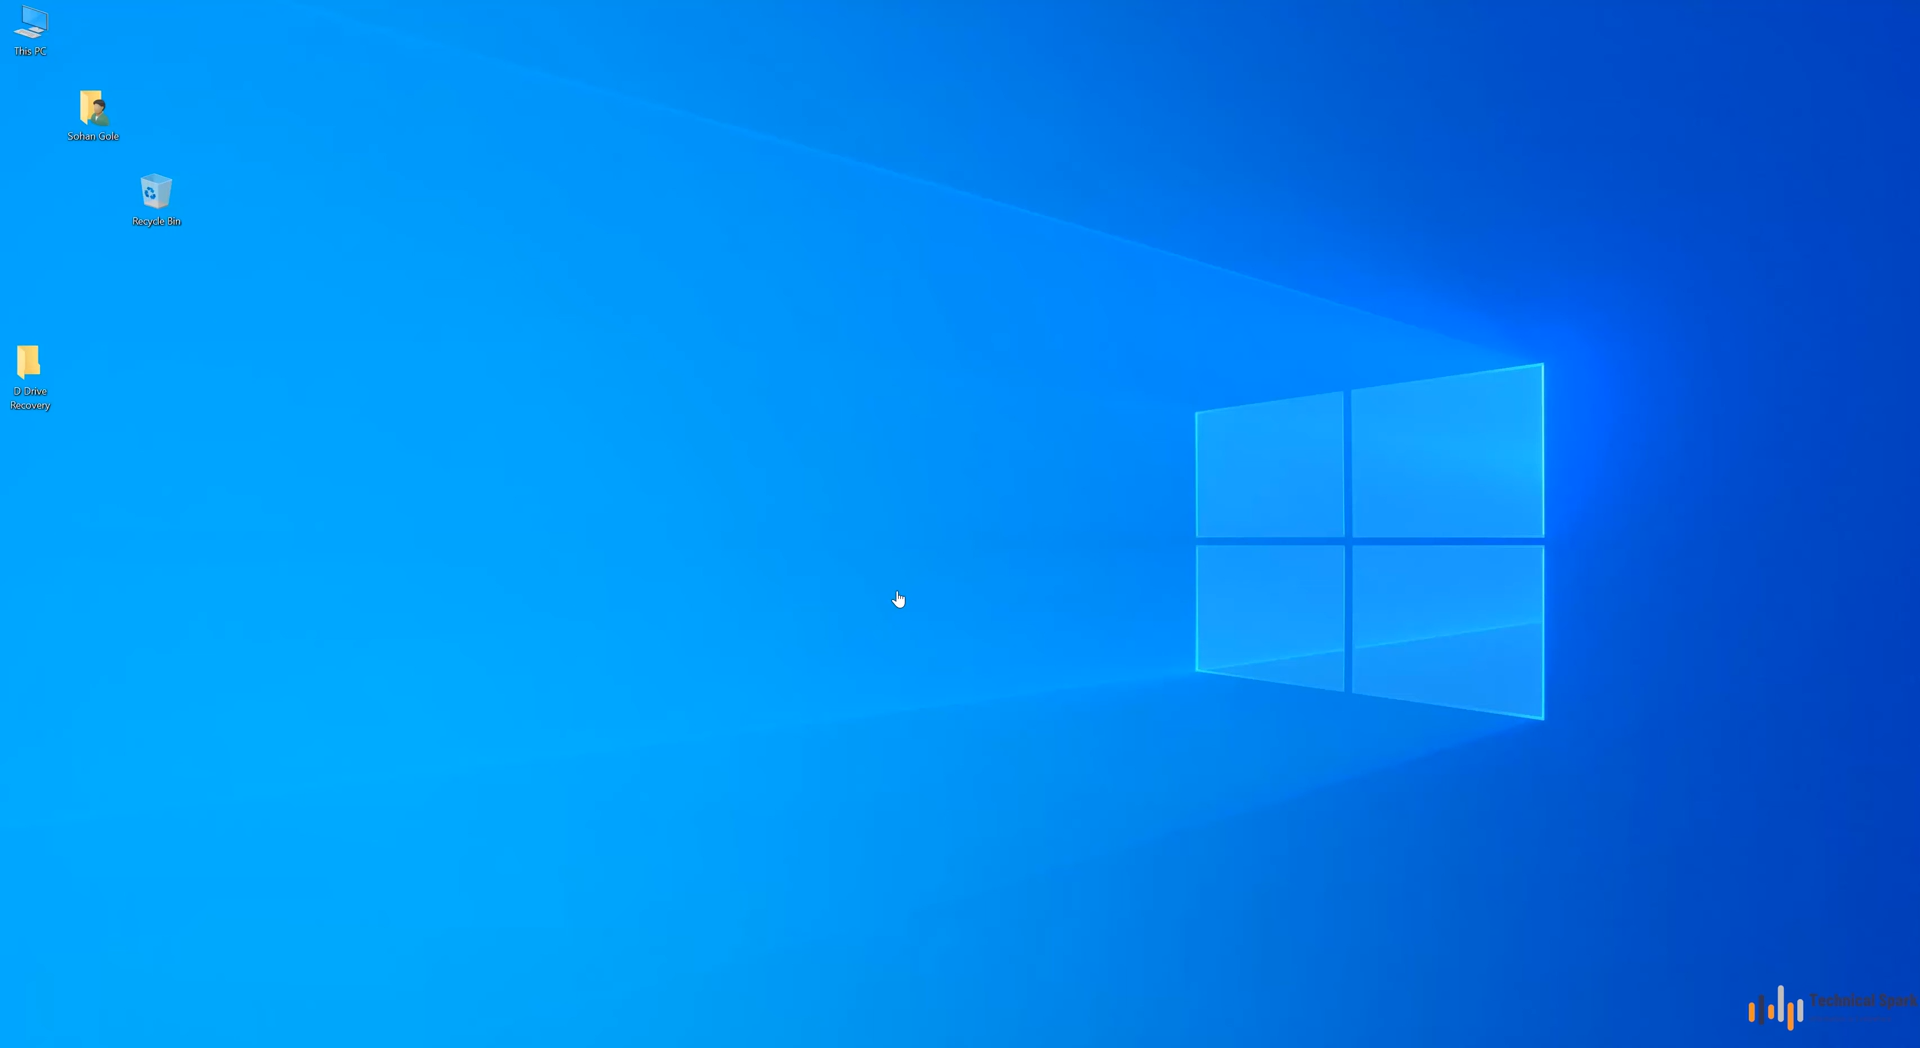 This PC
Sohan Gole
Recycle Bin
D Drive
Recovery
Technical Spark